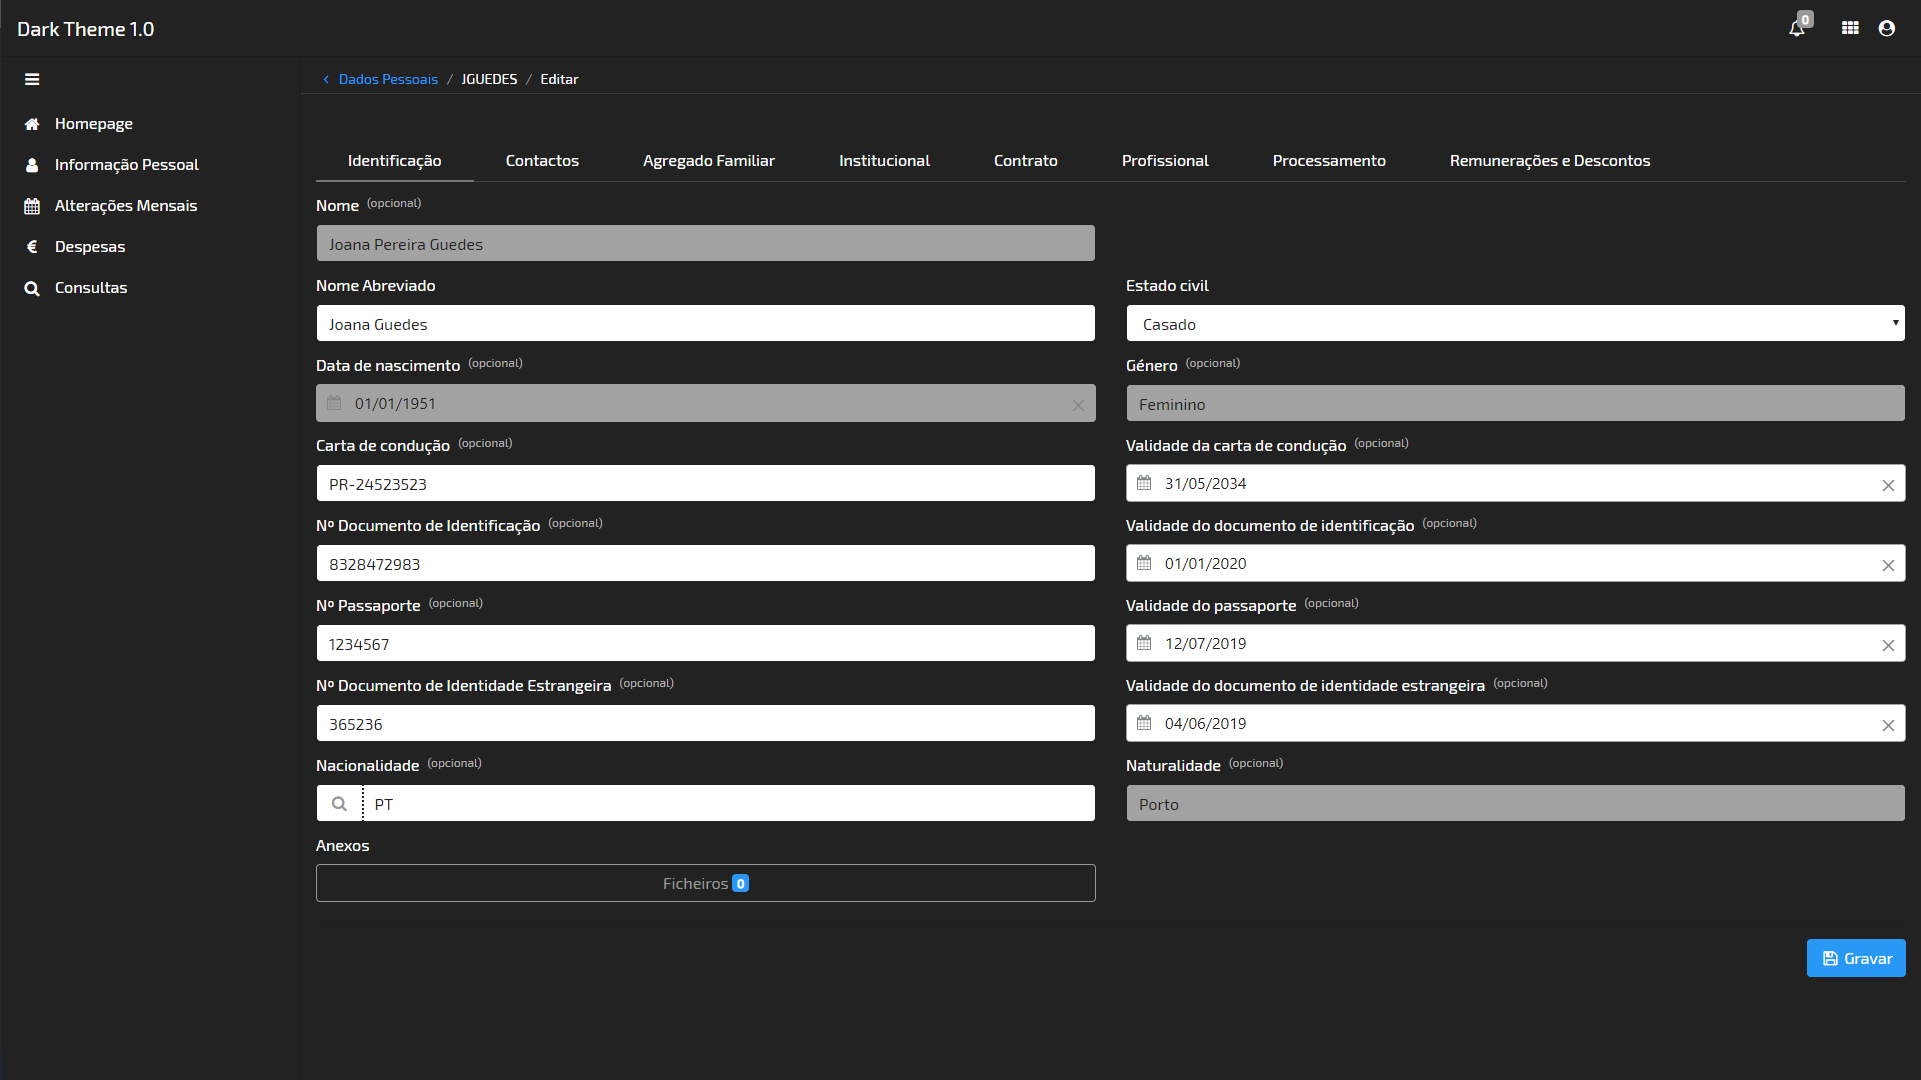 Dark Theme 1.0
0
Dados Pessoais / JGUEDES / Editar
Homepage
Informação Pessoal
Alterações Mensais
Despesas
Consultas
Identificação Contactos Agregado Familiar Institucional Contrato Profissional Processamento Remunerações e Descontos
Nome (opcional)
Joana Pereira Guedes
Nome Abreviado
Joana Guedes
Estado civil
Casado
Data de nascimento (opcional)
01/01/1951
Género (opcional)
Feminino
Carta de condução (opcional)
PR-24523523
Validade da carta de condução (opcional)
31/05/2034
Nº Documento de Identificação (opcional)
8328472983
Validade do documento de identificação (opcional)
01/01/2020
Nº Passaporte (opcional)
1234567
Validade do passaporte (opcional)
12/07/2019
Nº Documento de Identidade Estrangeira (opcional)
365236
Validade do documento de identidade estrangeira (opcional)
04/06/2019
Nacionalidade (opcional)
PT
Naturalidade (opcional)
Porto
Anexos
Ficheiros 0
Gravar